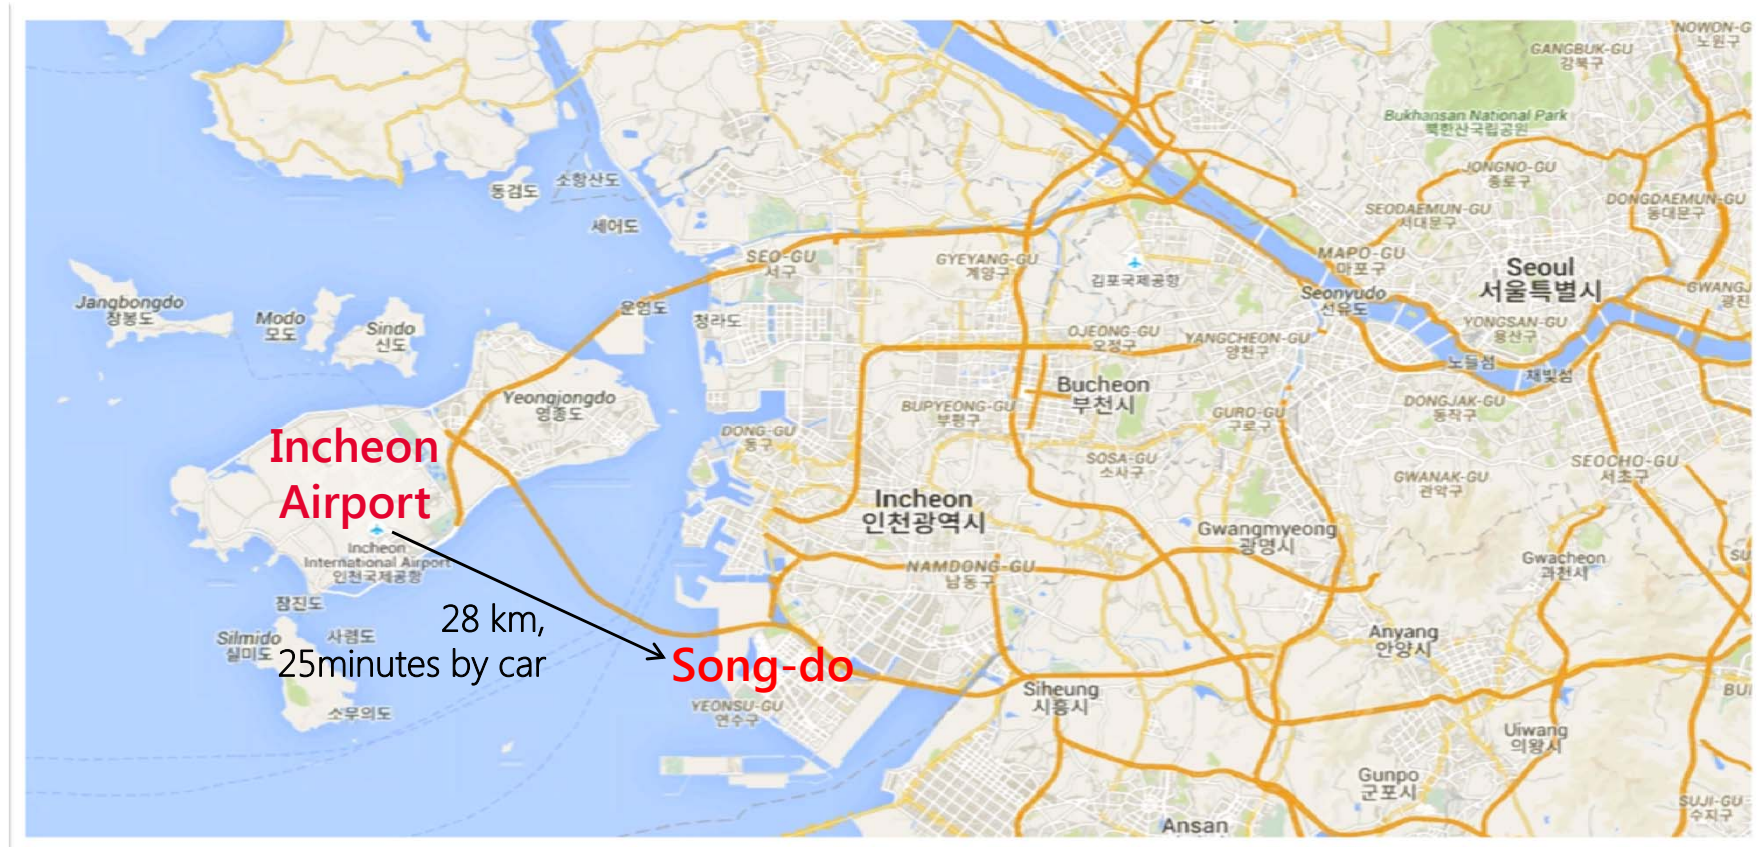 NOWON-G
노원구
GANGBUK-GU
강북구
Bukhansan National Park
북한산국립공원
JONGNO-GU
종로구
동검도
소황산도
세어도
SEODAEMUN-GU
서대문구
DONGDAEMUN-GU
동대문구
SEO-GU
서구
GYEYANG-GU
계양구
김포국제공항
MAPO-GU
마포구
Seoul
서울특별시
Jangbongdo
장봉도
Modo
모도
Sindo
신도
운염도
청라도
Seonyudo
선유도
GWANGJ
광진
OJEONG-GU
오정구
YANGCHEON-GU
양천구
YONGSAN-GU
용산구
노들섬
채빛섬
Yeongjongdo
영종도
Bucheon
부천시
BUPYEONG-GU
부평구
GURO-GU
구로구
DONGJAK-GU
동작구
DONG-GU
동구
Incheon
Airport
SOSA-GU
소사구
GWANAK-GU
관악구
SEOCHO-GU
서초구
Incheon
인천광역시
Gwangmyeong
광명시
Incheon
International Airport
인천국제공항
NAMDONG-GU
남동구
Gwacheon
과천시
SU
잠진도
28 km,
25minutes by car
Silmido
실미도
사렴도
Song-do
Anyang
안양시
소무의도
YEONSU-GU
연수구
Siheung
시흥시
BUN
Uiwang
의왕시
Gunpo
군포시
SUJI-GU
수지구
Ansan